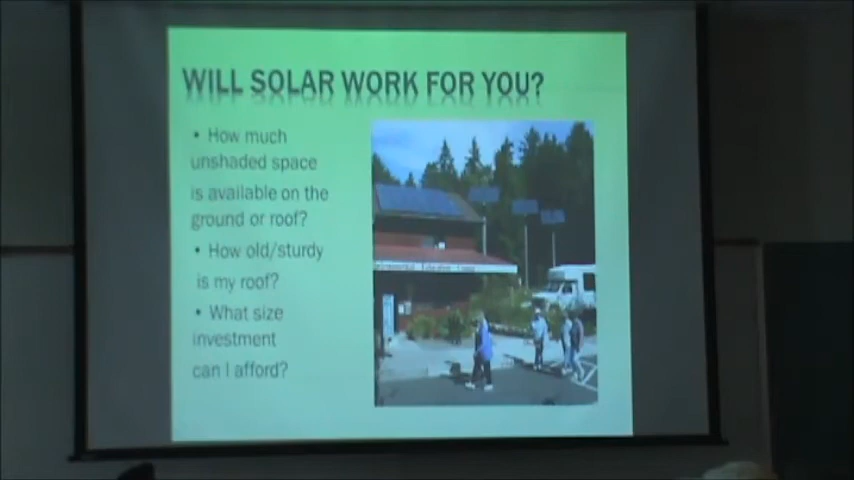 WILL SOLAR WORK FOR YOU?
• How much
unshaded space
is available on the
ground or roof?
• How old/sturdy
is my roof?
• What size
investment
can I afford?